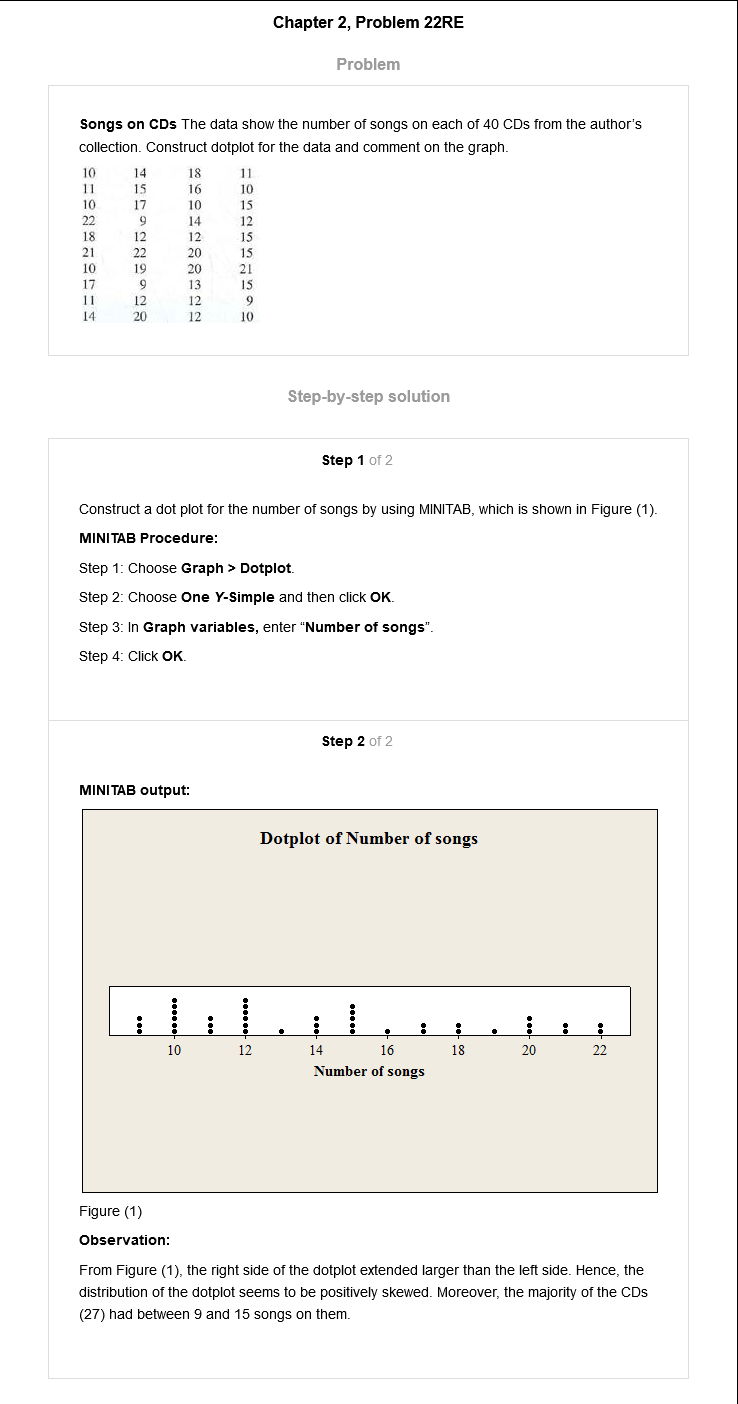 Chapter 2, Problem 22RE
Problem
Songs on CDs The data show the number of songs on each of 40 CDs from the author's
collection. Construct dotplot for the data and comment on the graph.
10 14 18 11
11 15 16 10
10 17 10 15
22 9 14 12
18 12 12 15
21 22 20 15
10 19 20 21
17 9 13 15
11 12 12 9
14 20 12 10
Step-by-step solution
Step 1 of 2
Construct a dot plot for the number of songs by using MINITAB, which is shown in Figure (1).
MINITAB Procedure:
Step 1: Choose Graph > Dotplot.
Step 2: Choose One Y-Simple and then click OK.
Step 3: In Graph variables, enter “Number of songs”.
Step 4: Click OK.
Step 2 of 2
MINITAB output:
Dotplot of Number of songs
10 12 14 16 18 20 22
Number of songs
Figure (1)
Observation:
From Figure (1), the right side of the dotplot extended larger than the left side. Hence, the
distribution of the dotplot seems to be positively skewed. Moreover, the majority of the CDs
(27) had between 9 and 15 songs on them.